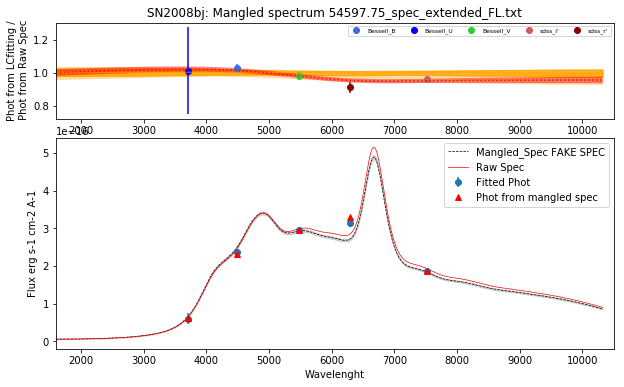 SN2008bj: Mangled spectrum 54597.75_spec_extended_FL.txt
Phot from LCfitting /
Phot from Raw Spec
1.2
1.0
0.8
Bessell_B
Bessell_U
Bessell_V
sdss_i'
sdss_r'
2000 3000 4000 5000 6000 7000 8000 9000 10000
1e−16
Flux erg s-1 cm-2 A-1
5
4
3
2
1
0
Mangled_Spec FAKE SPEC
Raw Spec
Fitted Phot
Phot from mangled spec
2000 3000 4000 5000 6000 7000 8000 9000 10000
Wavelenght